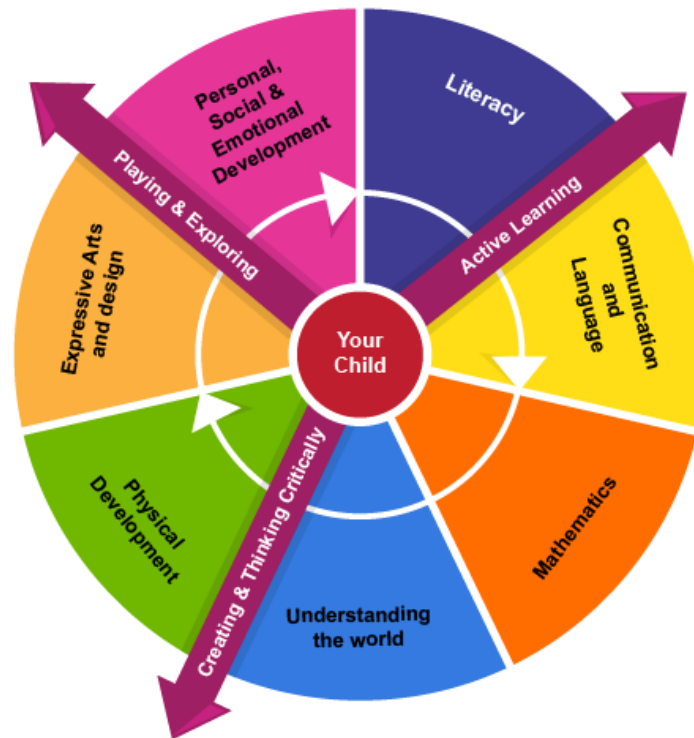 Personal,
Social &
Emotional
Development
Literacy
Playing & Exploring
Active Learning
Expressive Arts
and design
Communication
and
Language
Your
Child
Physical
Development
Creating & Thinking Critically
Mathematics
Understanding
the world